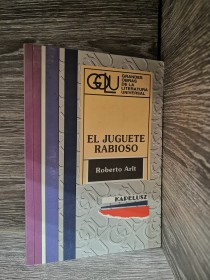 GOLU
GRANDES
OBRAS
DE LA
LITERATURA
UNIVERSAL
EL JUGUETE
RABIOSO
Roberto Arlt
KAPELUSZ